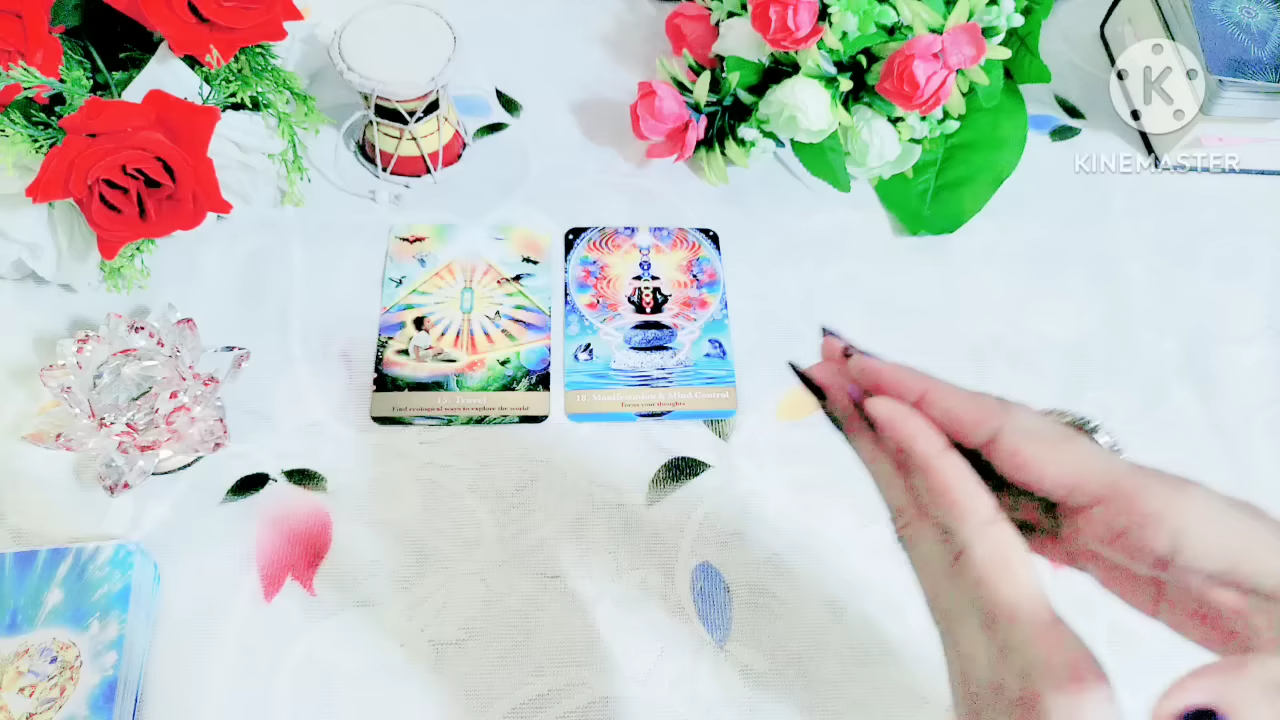 K
KINEMASTER
15. Travel
Find ecological ways to explore the world
18. Manifestation & Mind Control
Focus your thoughts